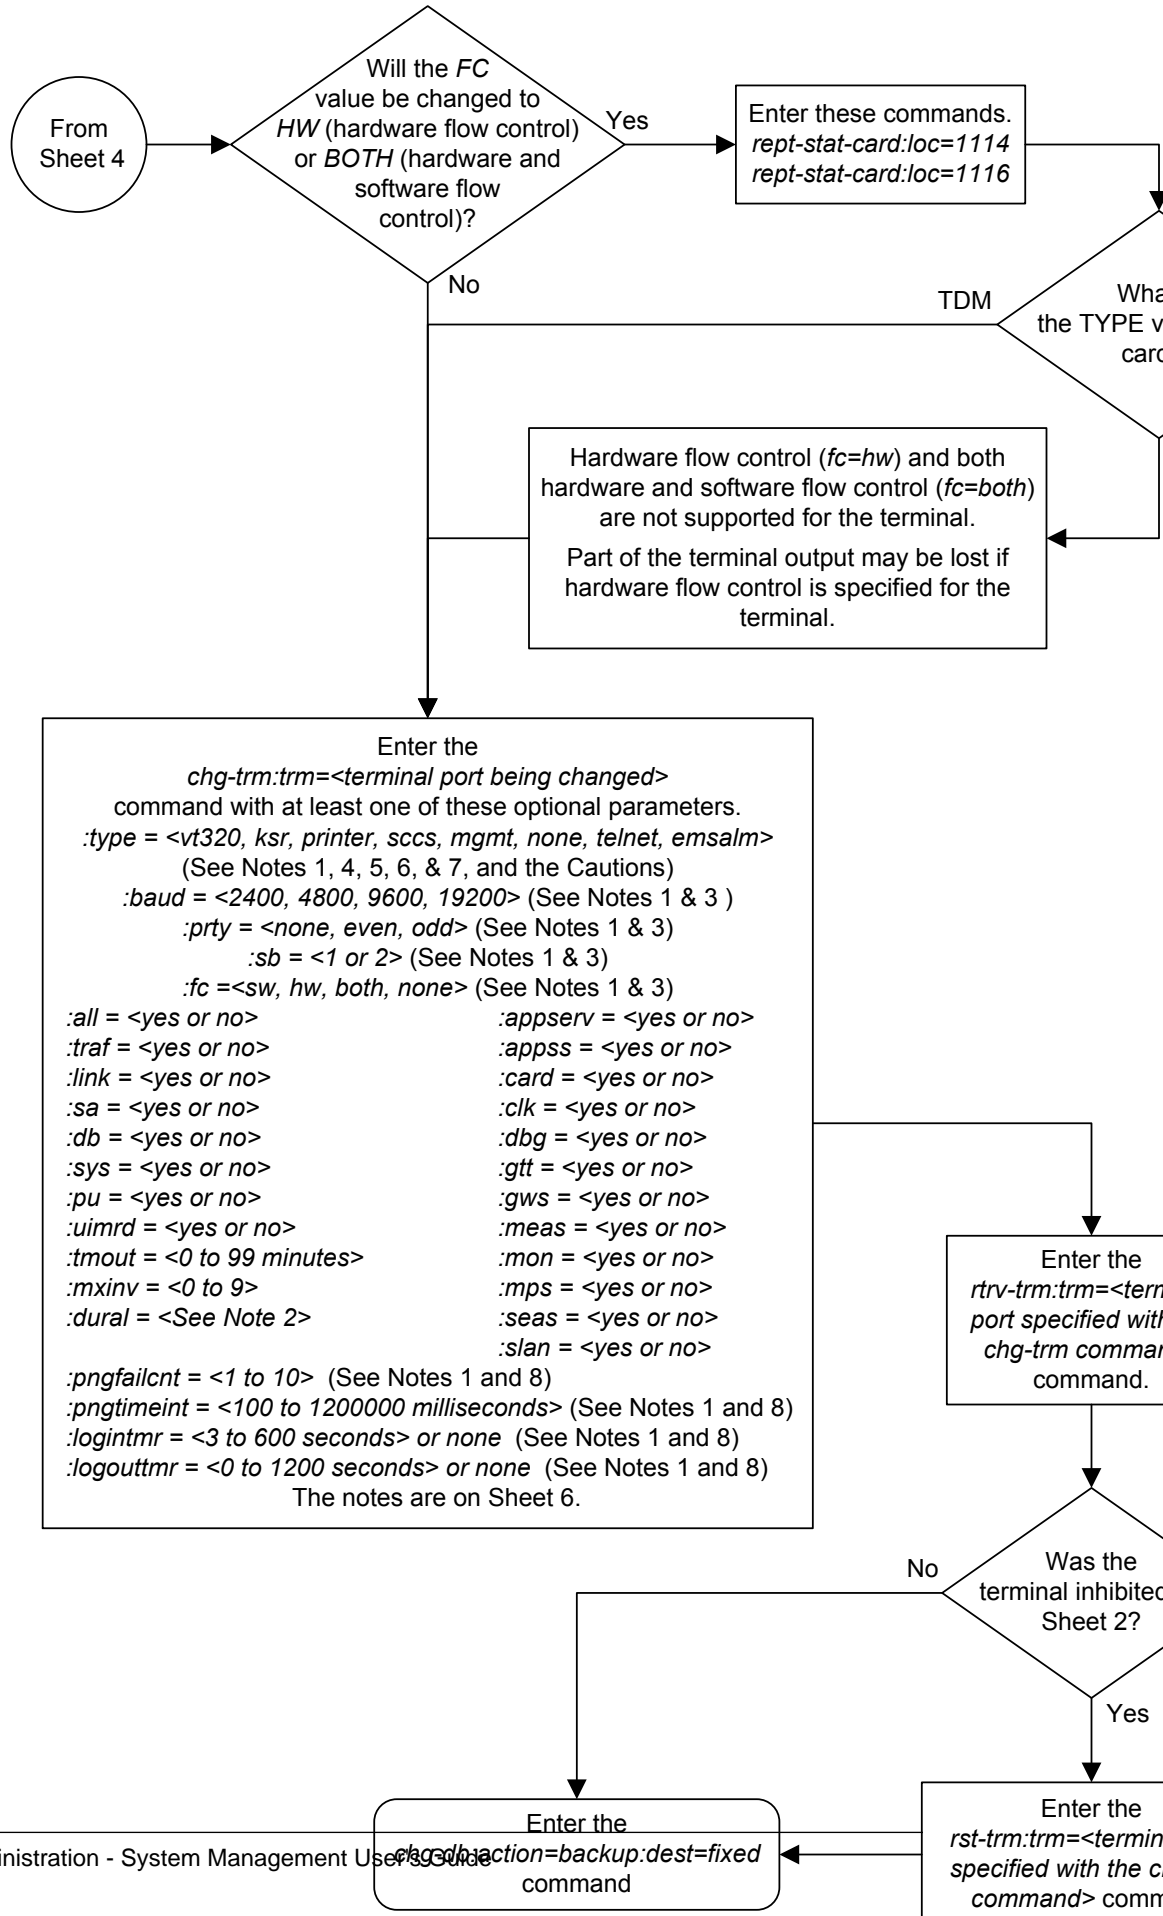 From
Sheet 4
Will the FC
value be changed to
HW (hardware flow control)
or BOTH (hardware and
software flow
control)?
Yes
No
Enter these commands.
rept-stat-card:loc=1114
rept-stat-card:loc=1116
TDM
the TYPE
Hardware flow control (fc=hw) and both
hardware and software flow control (fc=both)
are not supported for the terminal.
Part of the terminal output may be lost if
hardware flow control is specified for the
terminal.
Enter the
chg-trm:trm=<terminal port being changed>
command with at least one of these optional parameters.
:type = <vt320, ksr, printer, sccs, mgmt, none, telnet, emsalm>
(See Notes 1, 4, 5, 6, & 7, and the Cautions)
:baud = <2400, 4800, 9600, 19200> (See Notes 1 & 3 )
:prty = <none, even, odd> (See Notes 1 & 3)
:sb = <1 or 2> (See Notes 1 & 3)
:fc =<sw, hw, both, none> (See Notes 1 & 3)
:all = <yes or no>
:traf = <yes or no>
:link = <yes or no>
:sa = <yes or no>
:db = <yes or no>
:sys = <yes or no>
:pu = <yes or no>
:uimrd = <yes or no>
:tmout = <0 to 99 minutes>
:mxinv = <0 to 9>
:dural = <See Note 2>
:appserv = <yes or no>
:appss = <yes or no>
:card = <yes or no>
:clk = <yes or no>
:dbg = <yes or no>
:gtt = <yes or no>
:gws = <yes or no>
:meas = <yes or no>
:mon = <yes or no>
:mps = <yes or no>
:seas = <yes or no>
:slan = <yes or no>
:pngfailcnt = <1 to 10> (See Notes 1 and 8)
:pngtimeint = <100 to 1200000 milliseconds> (See Notes 1 and 8)
:logintmr = <3 to 600 seconds> or none (See Notes 1 and 8)
:logouttmr = <0 to 1200 seconds> or none (See Notes 1 and 8)
The notes are on Sheet 6.
Enter the
port specified
chg-trm
command.
Was the
terminal inhibited
Sheet 2?
No
Yes
Enter the
specified with the
command>
Enter the
chg-db:action=backup:dest=fixed
command
- System Management User's Guide